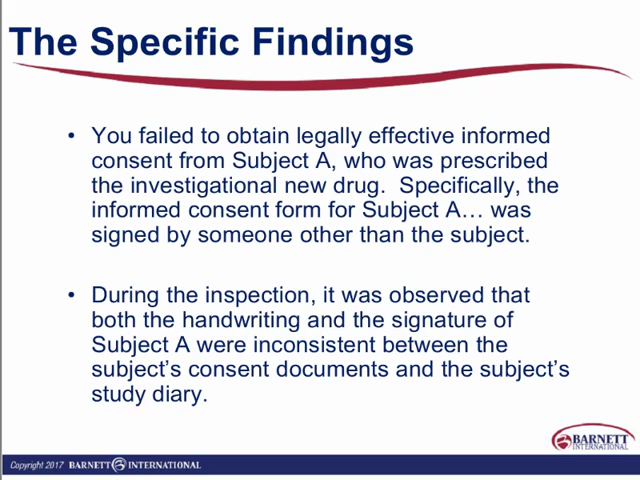 The Specific Findings
• You failed to obtain legally effective informed
consent from Subject A, who was prescribed
the investigational new drug.  Specifically, the
informed consent form for Subject A… was
signed by someone other than the subject.
• During the inspection, it was observed that
both the handwriting and the signature of
Subject A were inconsistent between the
subject’s consent documents and the subject’s
study diary.
BARNETT
INTERNATIONAL
Copyright 2017 BARNETT INTERNATIONAL